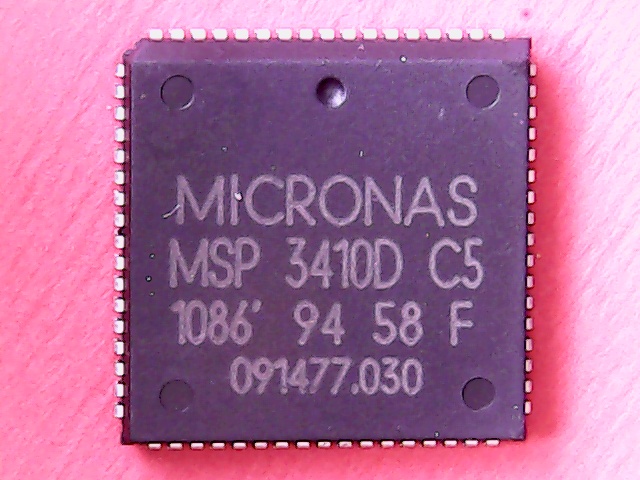 MICRONAS
MSP 3410D C5
1086' 94 58 F
091477.030